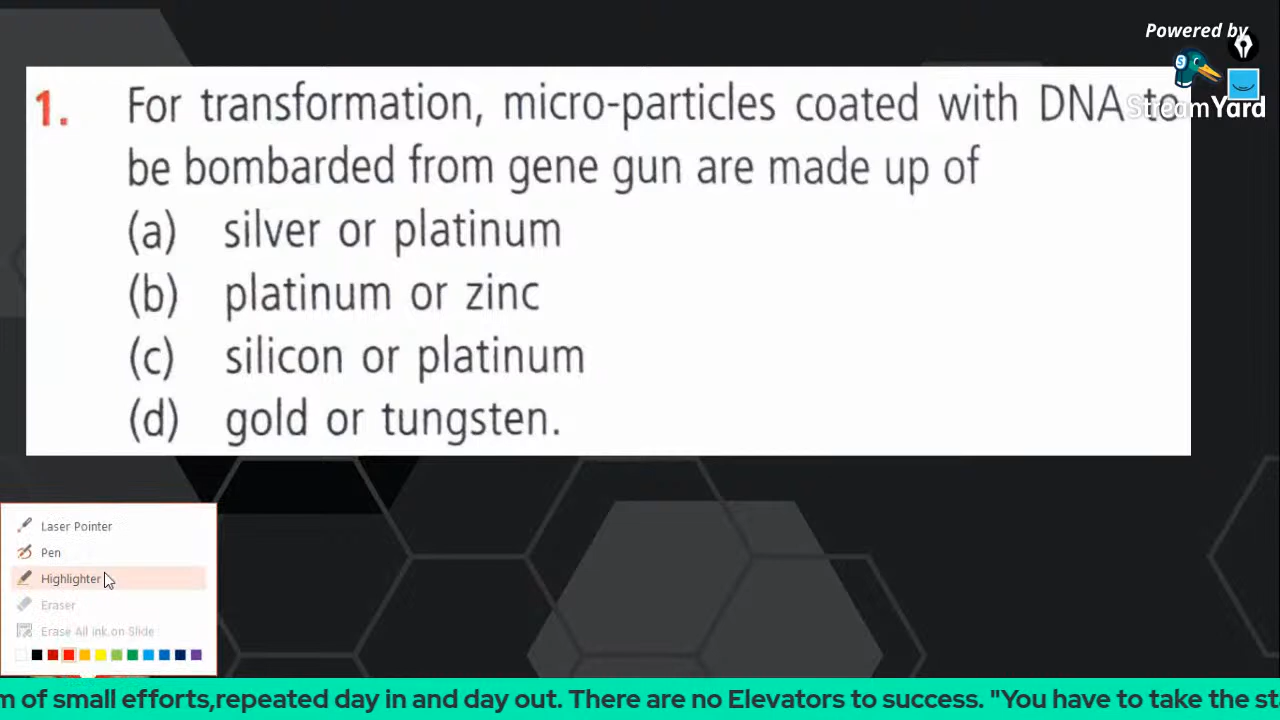 Powered by
StreamYard
1. For transformation, micro-particles coated with DNA to
be bombarded from gene gun are made up of
(a) silver or platinum
(b) platinum or zinc
(c) silicon or platinum
(d) gold or tungsten.
Laser Pointer
Pen
Highlighter
Eraser
Erase All ink on Slide
m of small efforts,repeated day in and day out. There are no Elevators to success. "You have to take the st